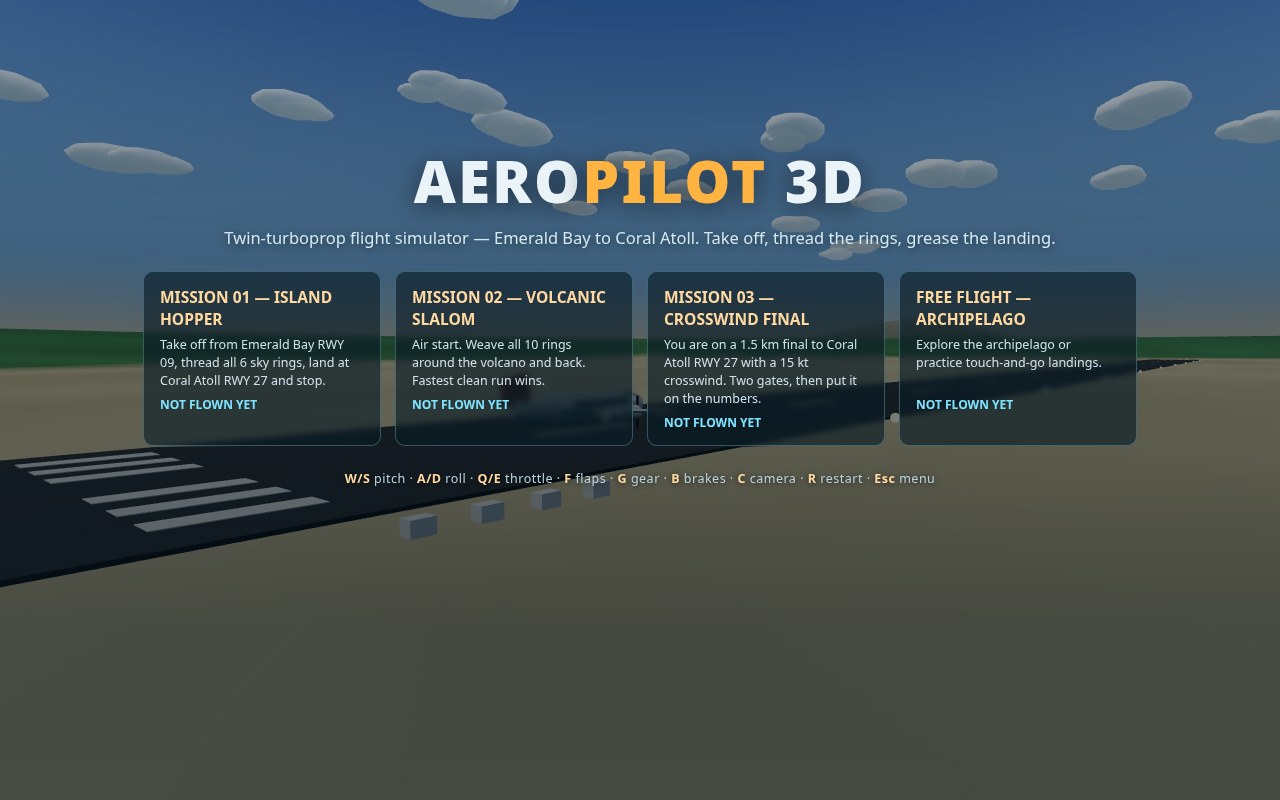 AEROPILOT 3D
Twin-turboprop flight simulator — Emerald Bay to Coral Atoll. Take off, thread the rings, grease the landing.
MISSION 01 — ISLAND
HOPPER
Take off from Emerald Bay RWY
09, thread all 6 sky rings, land at
Coral Atoll RWY 27 and stop.
NOT FLOWN YET
MISSION 02 — VOLCANIC
SLALOM
Air start. Weave all 10 rings
around the volcano and back.
Fastest clean run wins.
NOT FLOWN YET
MISSION 03 —
CROSSWIND FINAL
You are on a 1.5 km final to Coral
Atoll RWY 27 with a 15 kt
crosswind. Two gates, then put it
on the numbers.
NOT FLOWN YET
FREE FLIGHT —
ARCHIPELAGO
Explore the archipelago or
practice touch-and-go landings.
NOT FLOWN YET
W/S pitch · A/D roll · Q/E throttle · F flaps · G gear · B brakes · C camera · R restart · Esc menu